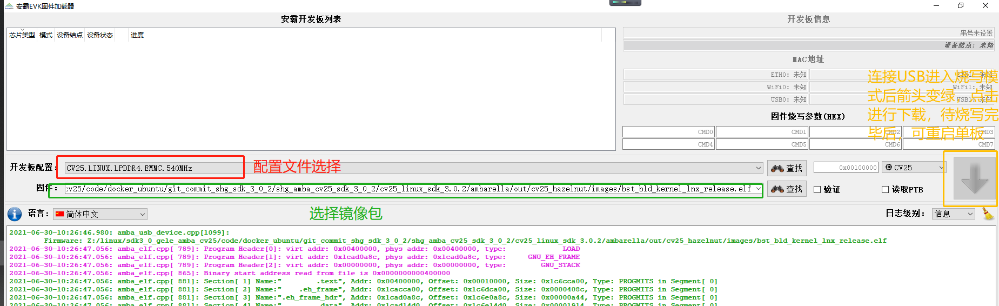 安霸EVK固件加载器
安霸开发板列表
开发板信息
芯片类型 模式 设备结点 设备状态 进度
串号未设置
设备结点: 未知
MAC地址
ETH0: 未知 ETH1: 未知
WiFi0: 未知 WiFi1: 未知
USB0: 未知 USB1: 未知
连接USB进入烧写模
式后箭头变绿,点击
进行下载，待烧写完
毕后，可重启单板
固件烧写参数(HEX)
CMD0 CMD1 CMD2 CMD3
CMD4 CMD5 CMD6 CMD7
开发板配置: CV25.LINUX.LPDDR4.EMMC.540MHz 配置文件选择 查找 0x00100000 CV25
固件: :v25/code/docker_ubuntu/git_commit_shg_sdk_3_0_2/shg_amba_cv25_sdk_3_0_2/cv25_linux_sdk_3.0.2/ambarella/out/cv25_hazelnut/images/bst_bld_kernel_lnx_release.elf 查找 验证 读取PTB
语言: 简体中文 选择镜像包 日志级别: 信息
2021-06-30-10:26:46.980: amba_usb_device.cpp[1099]:
Firmware: Z:/linux/sdk3_0_gele_amba_cv25/code/docker_ubuntu/git_commit_shg_sdk_3_0_2/shg_amba_cv25_sdk_3_0_2/cv25_linux_sdk_3.0.2/ambarella/out/cv25_hazelnut/images/bst_bld_kernel_lnx_release.elf
2021-06-30-10:26:47.056: amba_elf.cpp[ 789]: Program Header[0]: virt addr: 0x00400000, phys addr: 0x00400000, type: LOAD
2021-06-30-10:26:47.056: amba_elf.cpp[ 789]: Program Header[1]: virt addr: 0x1cad0a8c, phys addr: 0x1cad0a8c, type: GNU_EH_FRAME
2021-06-30-10:26:47.056: amba_elf.cpp[ 789]: Program Header[2]: virt addr: 0x00000000, phys addr: 0x00000000, type: GNU_STACK
2021-06-30-10:26:47.056: amba_elf.cpp[ 865]: Binary start address read from file is 0x0000000000400000
2021-06-30-10:26:47.056: amba_elf.cpp[ 881]: Section[ 1] Name:" .text", Addr: 0x00400000, Offset: 0x00010000, Size: 0x1c6cca00, Type: PROGMITS in Segment[ 0]
2021-06-30-10:26:47.056: amba_elf.cpp[ 881]: Section[ 2] Name:" .eh_frame", Addr: 0x1cacca00, Offset: 0x1c6dca00, Size: 0x0000408c, Type: PROGMITS in Segment[ 0]
2021-06-30-10:26:47.056: amba_elf.cpp[ 881]: Section[ 3] Name:".eh_frame_hdr", Addr: 0x1cad0a8c, Offset: 0x1c6e0a8c, Size: 0x00000a44, Type: PROGMITS in Segment[ 0]
2021-06-30-10:26:47.056: amba_elf.cpp[ 881]: Section[ 4] Name:" .data", Addr: 0x1cad14d0, Offset: 0x1c6e14d0, Size: 0x00001914, Type: PROGMITS in Segment[ 0]